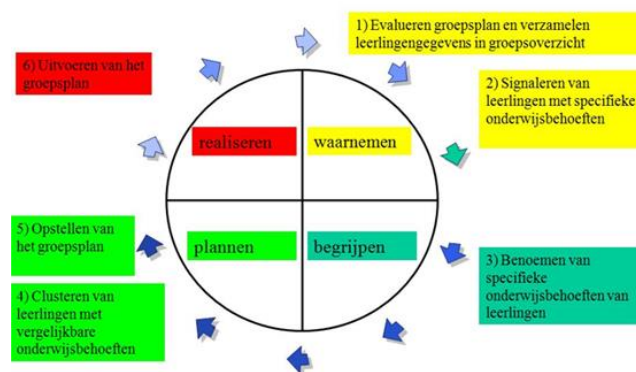 1) Evalueren groepsplan en verzamelen
leerlingengegevens in groepsoverzicht
6) Uitvoeren van het
groepsplan
2) Signaleren van
leerlingen met specifieke
onderwijsbehoeften
realiseren
waarnemen
plannen
begrijpen
5) Opstellen van
het groepsplan
3) Benoemen van
specifieke
onderwijsbehoeften van
leerlingen
4) Clusteren van
leerlingen met
vergelijkbare
onderwijsbehoeften